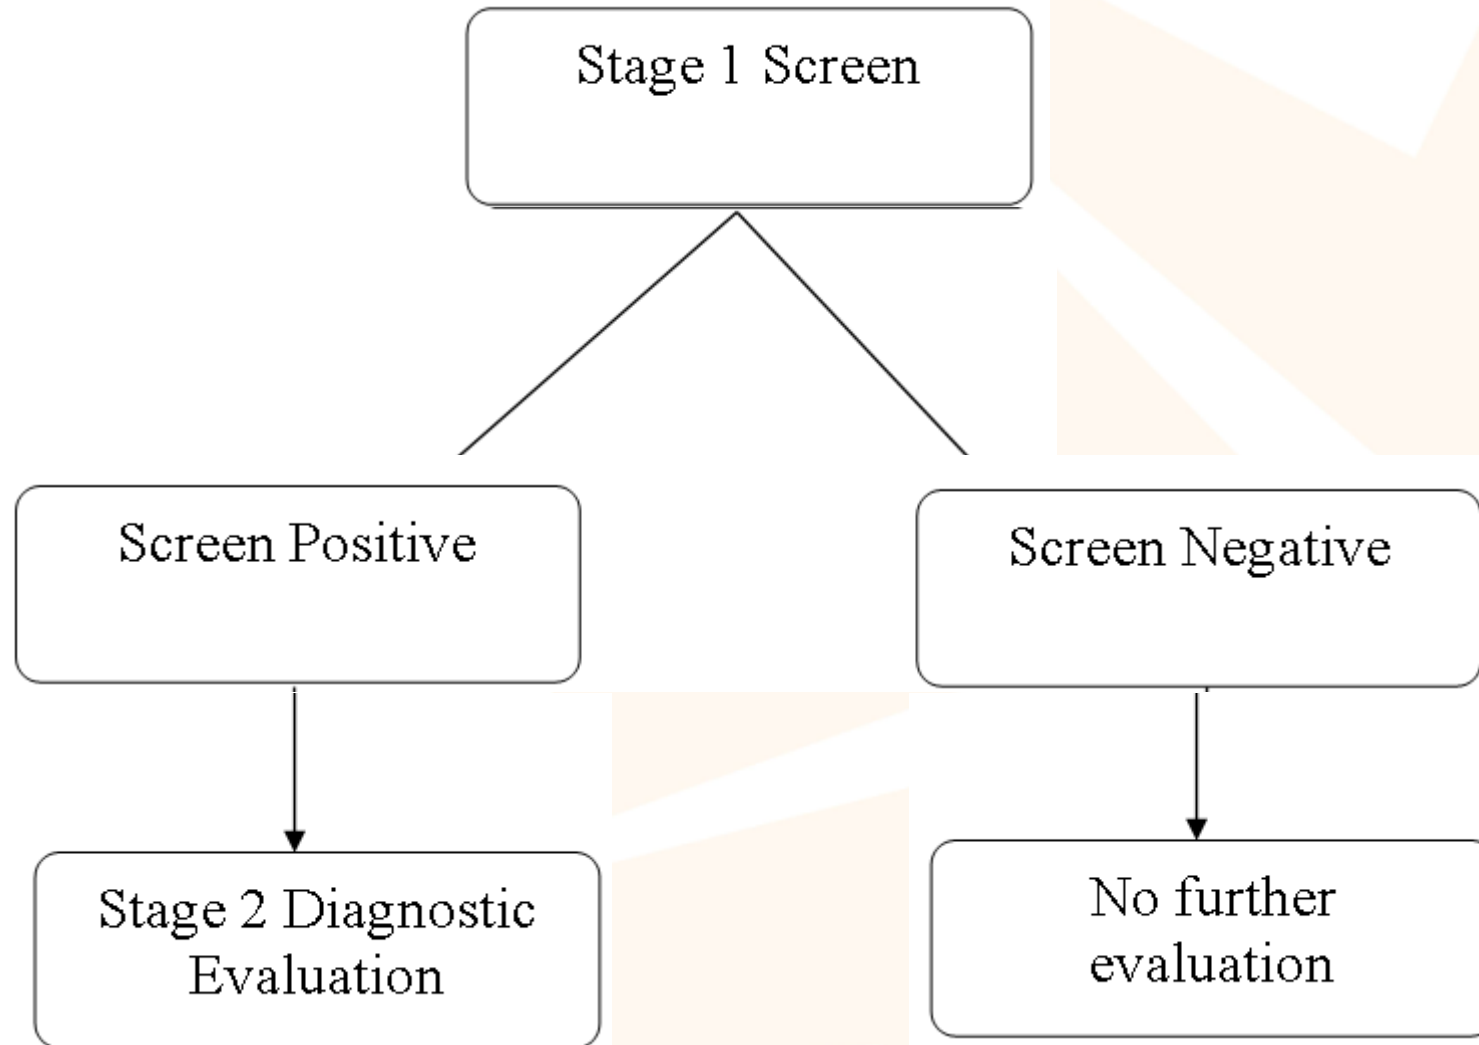 Stage 1 Screen
Screen Positive
Screen Negative
Stage 2 Diagnostic
Evaluation
No further
evaluation